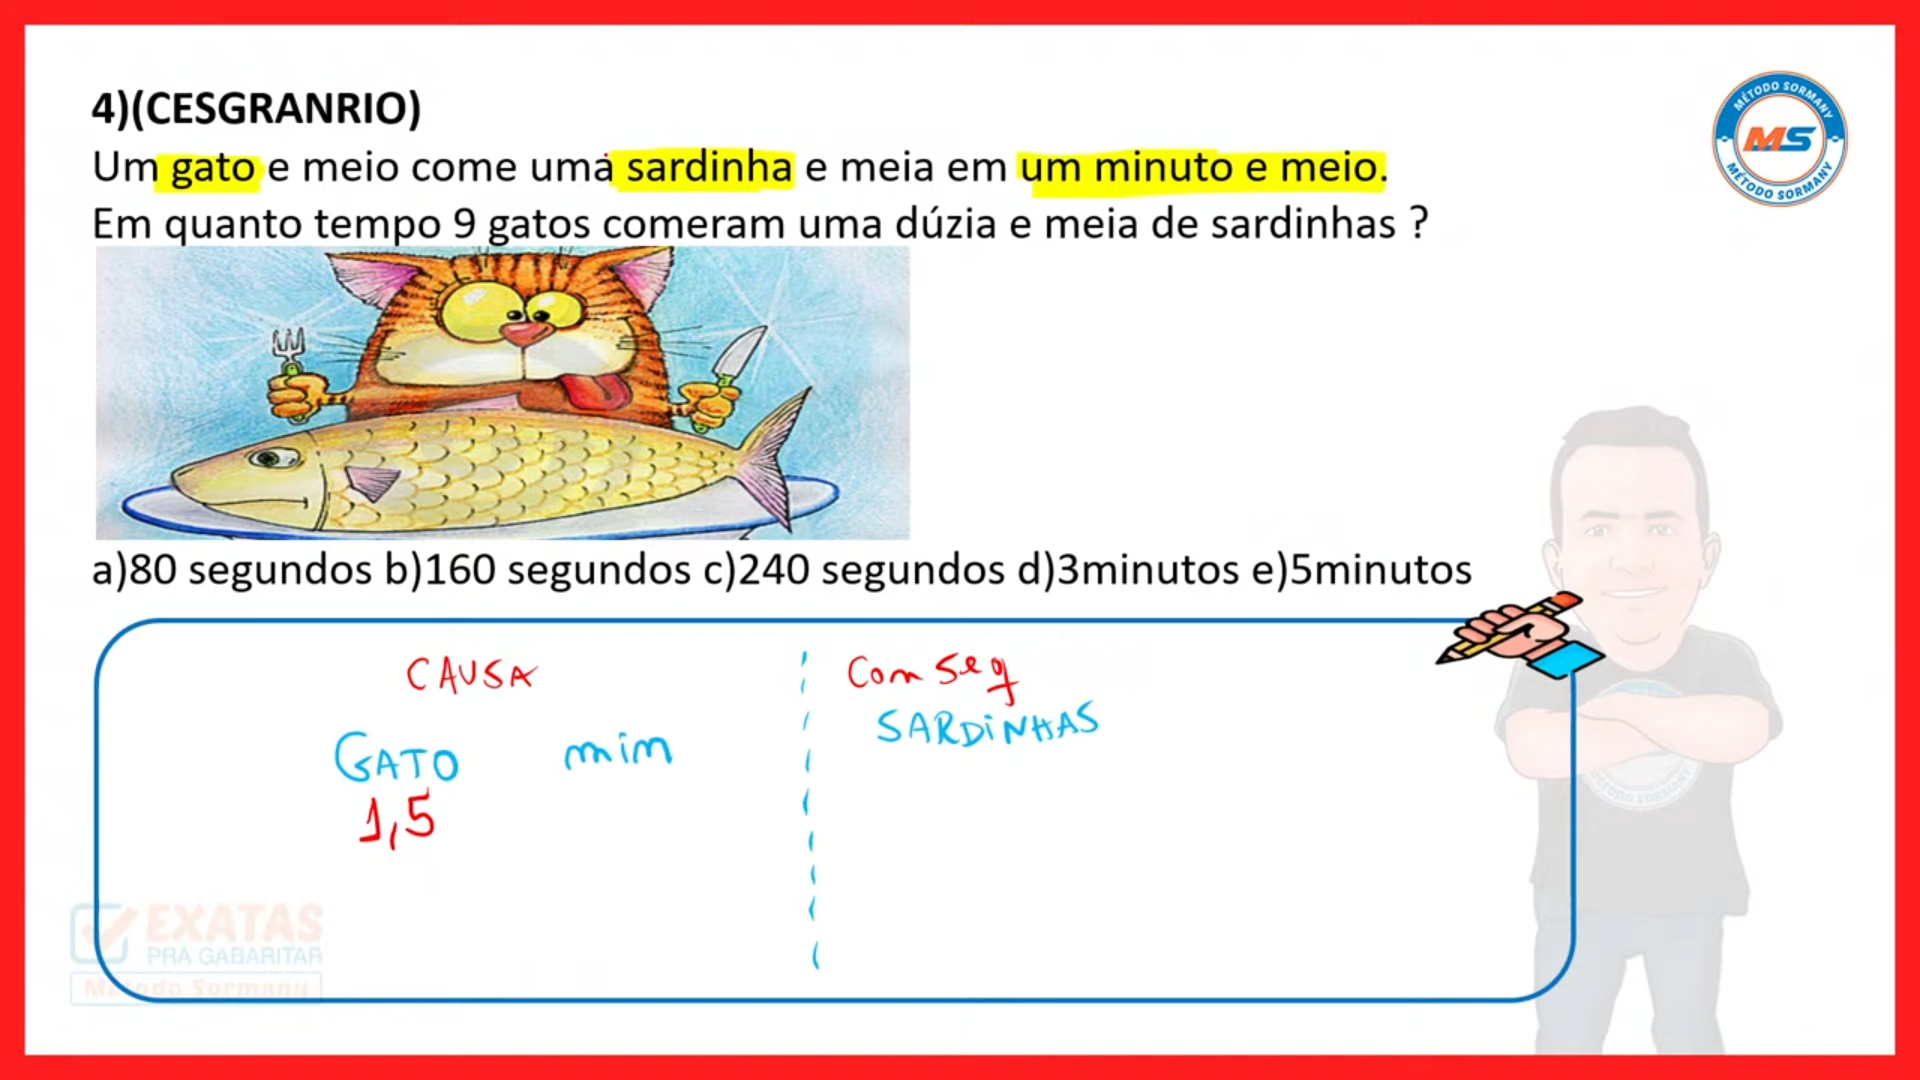 4)(CESGRANRIO)
Um gato e meio come uma sardinha e meia em um minuto e meio.
Em quanto tempo 9 gatos comeram uma dúzia e meia de sardinhas ?
MÉTODO SORMANY
MS
MÉTODO SORMANY
a)80 segundos b)160 segundos c)240 segundos d)3minutos e)5minutos
CAUSA
Conseq
GATO
min
SARDINHAS
1,5
EXATAS
PRA GABARITAR
Método Sormany